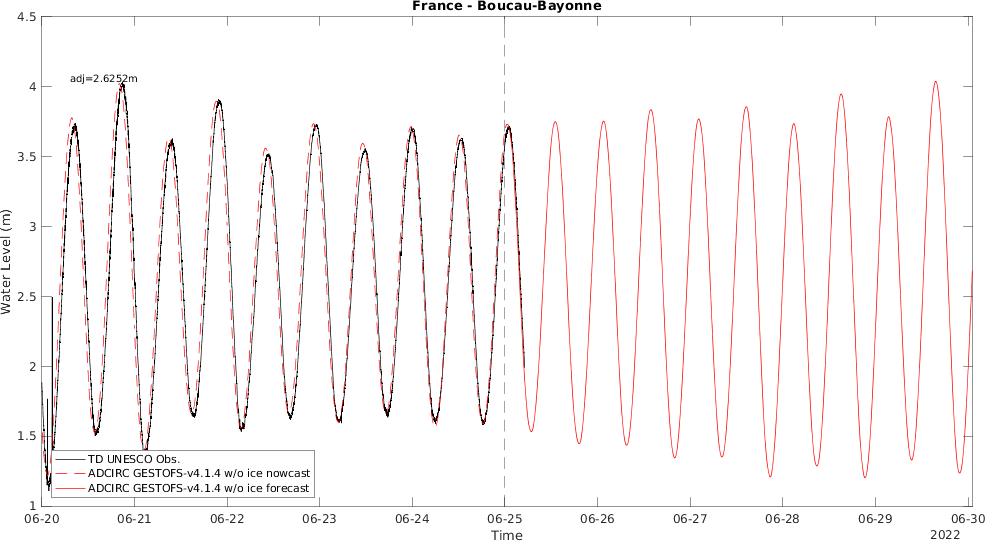 France - Boucau-Bayonne
adj=2.6252m
Water Level (m)
4.5
4
3.5
3
2.5
2
1.5
1
TD UNESCO Obs.
ADCIRC GESTOFS-v4.1.4 w/o ice nowcast
ADCIRC GESTOFS-v4.1.4 w/o ice forecast
06-20 06-21 06-22 06-23 06-24 06-25 06-26 06-27 06-28 06-29 06-30
Time
2022